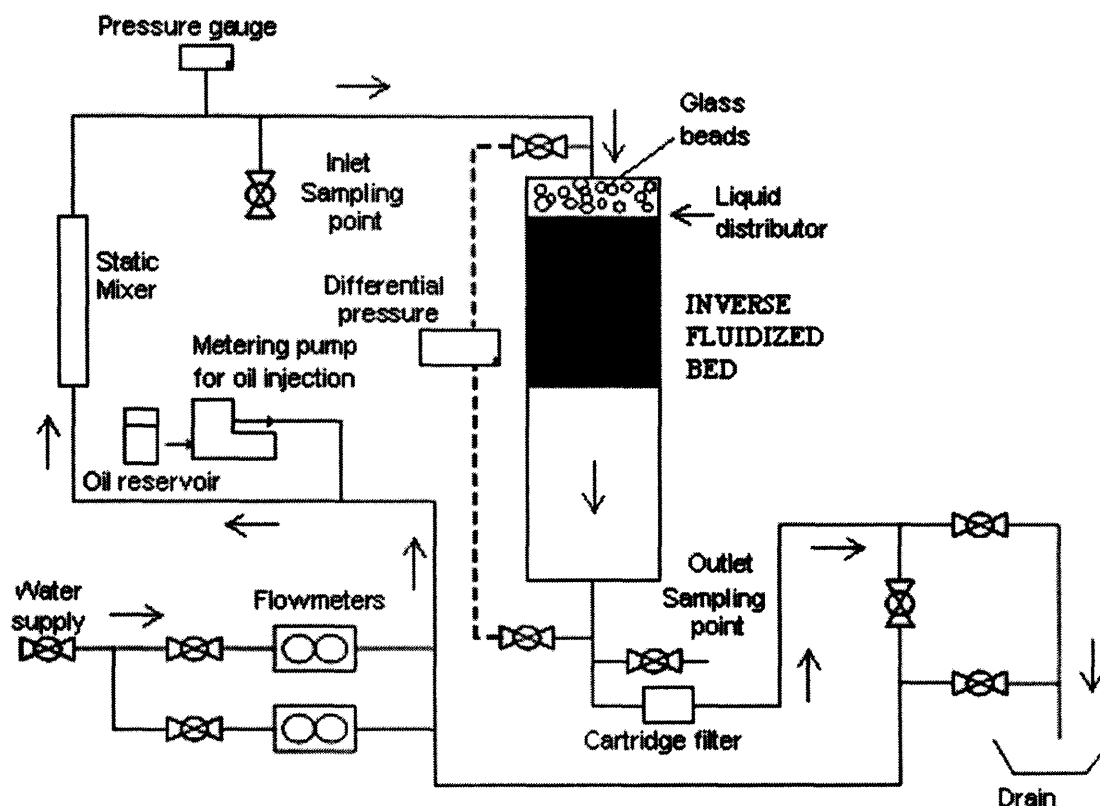 Pressure gauge
Glass
beads
Inlet
Sampling
point
Liquid
distributor
Static
Mixer
Differential
pressure
INVERSE
FLUIDIZED
BED
Metering pump
for oil injection
Oil reservoir
Water
supply
Flowmeters
Outlet
Sampling
point
Cartridge filter
Drain